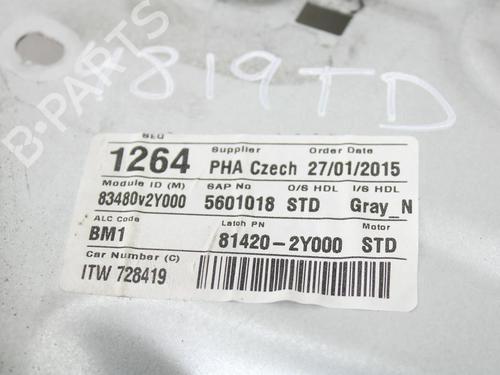 B-PARTS
X819TD
SEQ Supplier Order Date
1264 PHA Czech 27/01/2015
Module ID (M) SAP No O/S HDL I/S HDL
83480v2Y000 5601018 STD Gray_N
ALC Code Latch PN Motor
BM1 81420-2Y000 STD
Car Number (C)
ITW 728419